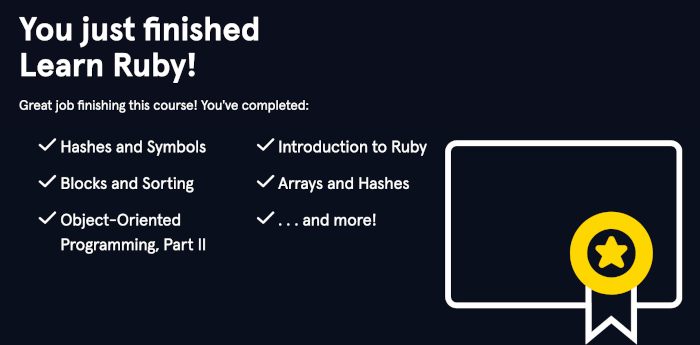 You just finished
Learn Ruby!
Great job finishing this course! You've completed:
Hashes and Symbols
Introduction to Ruby
Blocks and Sorting
Arrays and Hashes
Object-Oriented
Programming, Part II
. . . and more!